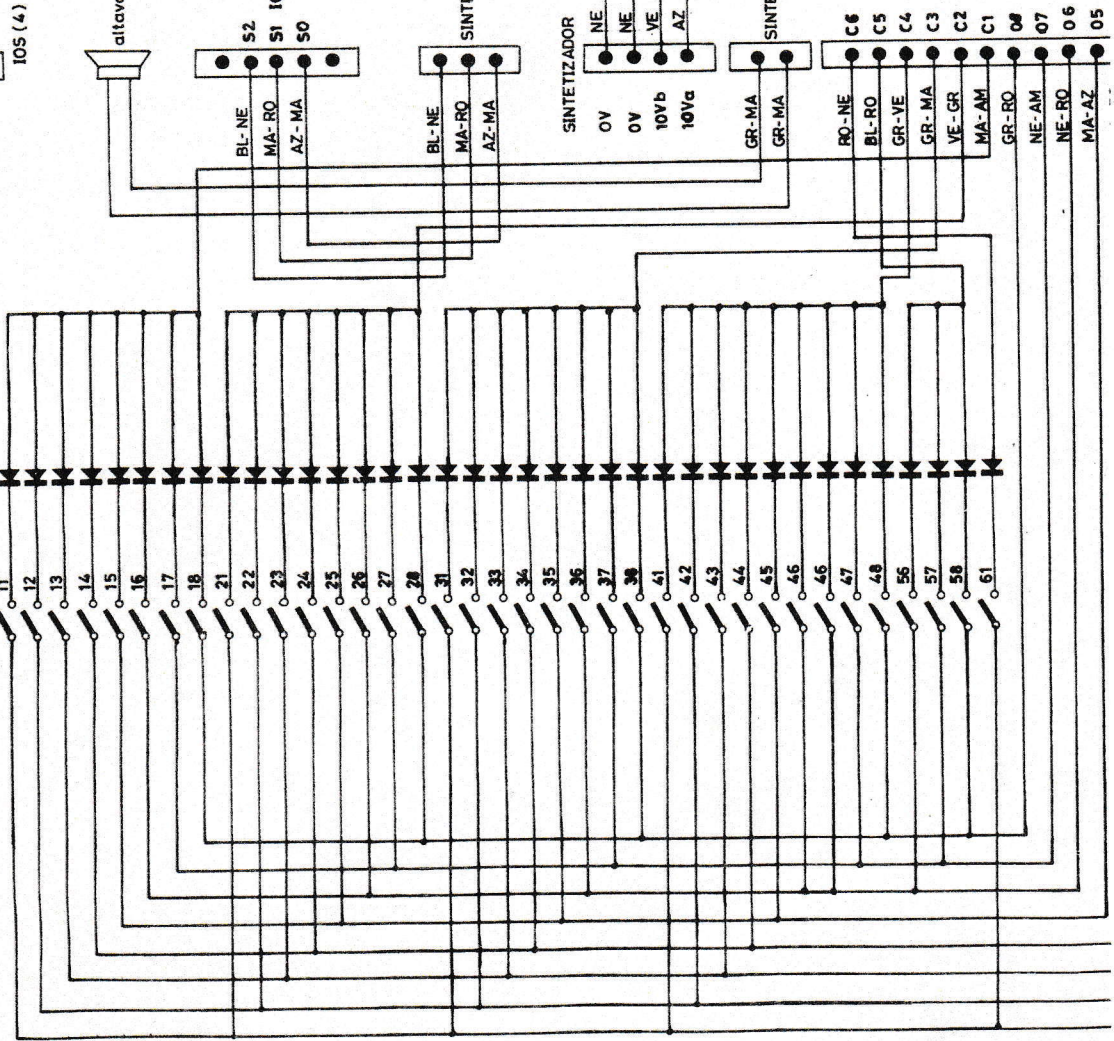 IOS (4)
S2
S1
S0
BL-NE
MA-RO
AZ-MA
BL-NE
MA-RO
AZ-MA
SINTETIZADOR
0V
0V
10Vb
10Va
NE
NE
VE
AZ
GR-MA
GR-MA
C6
C5
C4
C3
C2
C1
O8
O7
O6
O5
RO-NE
BL-RO
GR-VE
GR-MA
VE-GR
MA-AM
GR-RO
NE-AM
NE-RO
MA-AZ
11
12
13
14
15
16
17
18
21
22
23
24
25
26
27
28
31
32
33
34
35
36
37
38
41
42
43
44
45
46
46
47
48
56
57
58
61